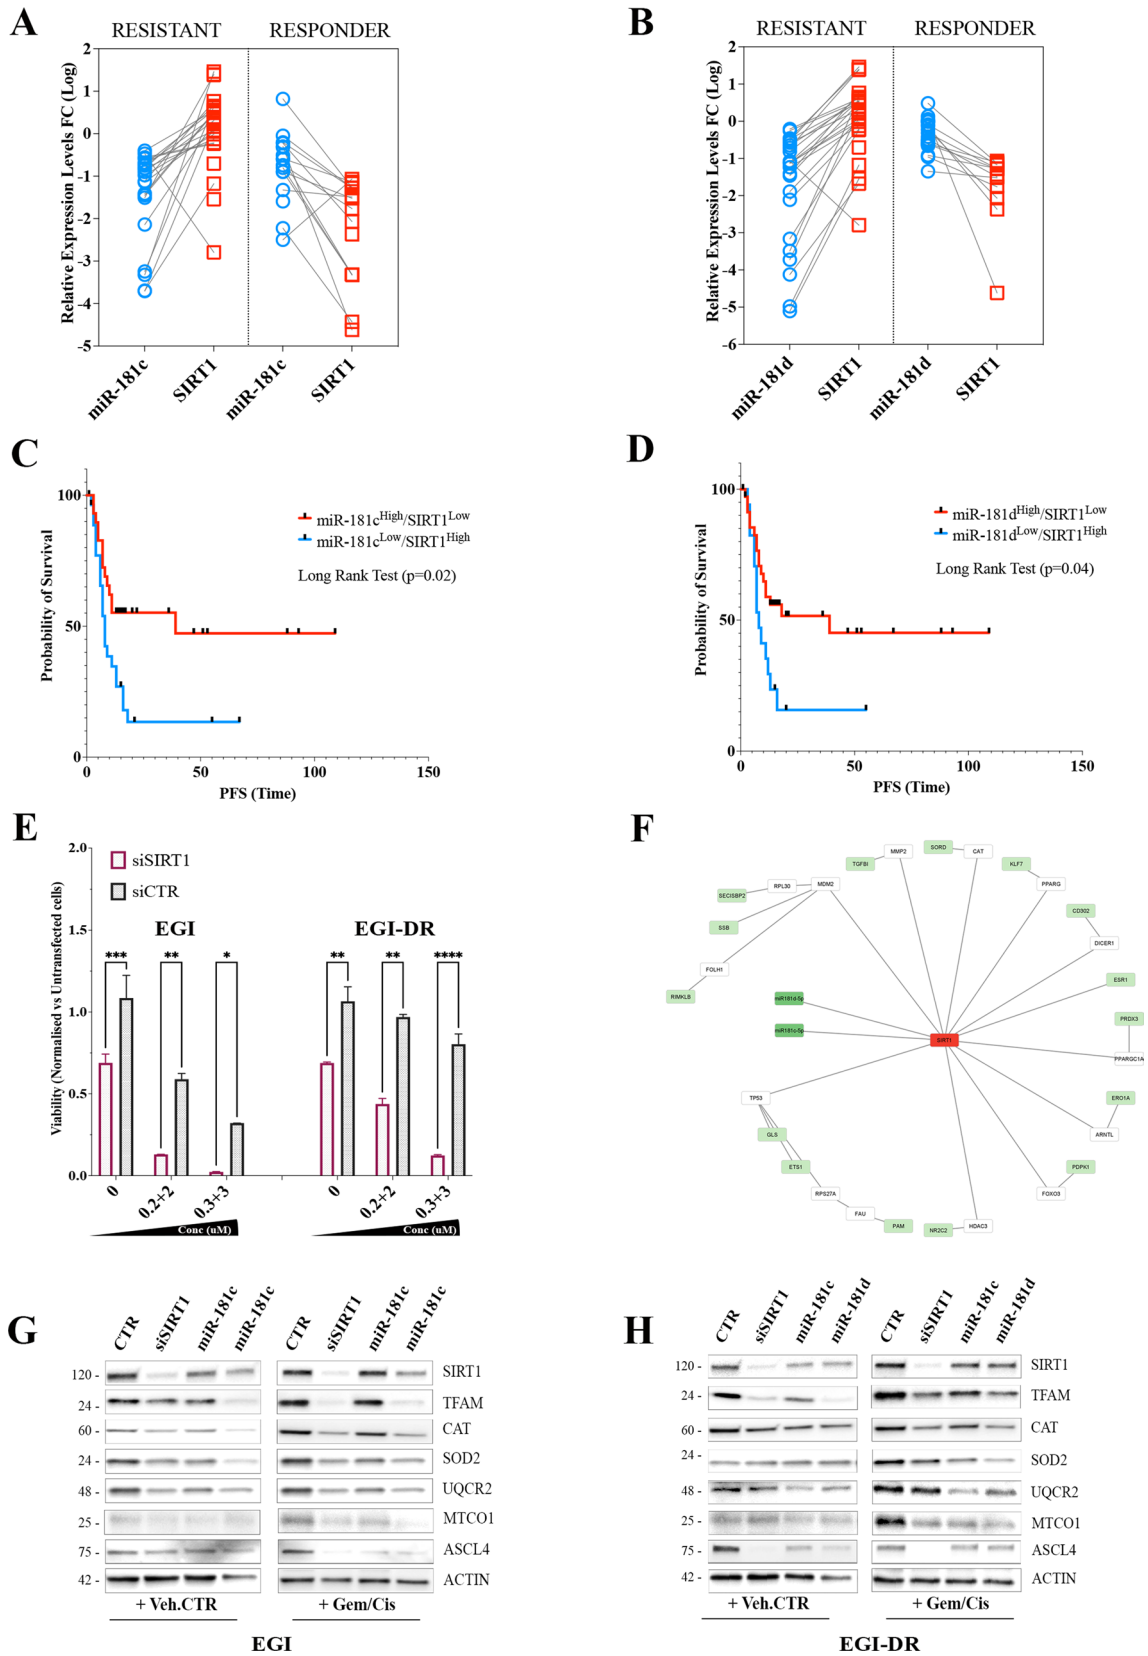 A
RESISTANT RESPONDER
Relative Expression Levels FC (Log)
2
1
0
-1
-2
-3
-4
-5
miR-181c
SIRT1
miR-181c
SIRT1
B
RESISTANT RESPONDER
Relative Expression Levels FC (Log)
2
1
0
-1
-2
-3
-4
-5
-6
miR-181d
SIRT1
miR-181d
SIRT1
C
Probability of Survival
100
50
0
0 50 100 150
PFS (Time)
miR-181cHigh/SIRT1Low
miR-181cLow/SIRT1High
Long Rank Test (p=0.02)
D
Probability of Survival
100
50
0
0 50 100 150
PFS (Time)
miR-181dHigh/SIRT1Low
miR-181dLow/SIRT1High
Long Rank Test (p=0.04)
E
Viability (Normalised vs Untransfected cells)
2.0
1.5
1.0
0.5
0.0
siSIRT1
siCTR
EGI EGI-DR
*** ** * ** ** ****
0 0.2+2 0.3+3 0 0.2+2 0.3+3
Conc (uM) Conc (uM)
F
SORD CAT
MMP2
TGFBI
KLF7
PPARG
RPL30 MDM2
SECISBP2
CD302
SSB
DICER1
FOLH1
ESR1
RIMKLB
miR181d-5p
PRDX3
miR181c-5p
SIRT1
PPARGC1A
TP53
ERO1A
GLS
ARNTL
ETS1
PDPK1
RPS27A
FOXO3
FAU
PAM
NR2C2 HDAC3
G
CTR siSIRT1 miR-181c miR-181c CTR siSIRT1 miR-181c miR-181c
120 - SIRT1
24 - TFAM
60 - CAT
24 - SOD2
48 - UQCR2
25 - MTCO1
75 - ASCL4
42 - ACTIN
+ Veh.CTR + Gem/Cis
EGI
H
CTR siSIRT1 miR-181c miR-181d CTR siSIRT1 miR-181c miR-181d
120 - SIRT1
24 - TFAM
60 - CAT
24 - SOD2
48 - UQCR2
25 - MTCO1
75 - ASCL4
42 - ACTIN
+ Veh.CTR + Gem/Cis
EGI-DR